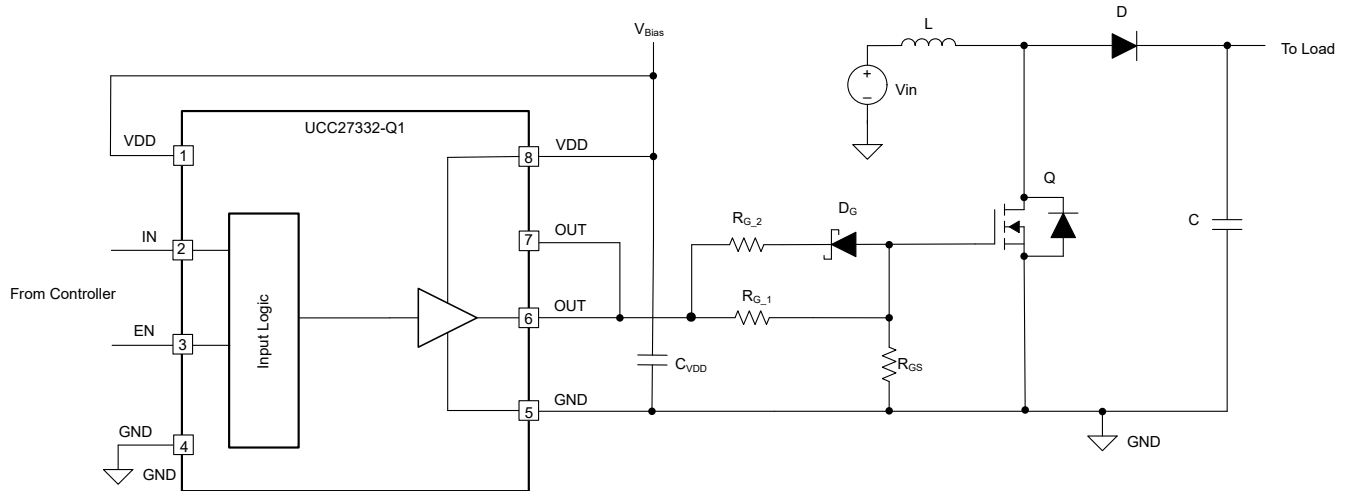 V_Bias
L
D
To Load
+
–
Vin
UCC27332-Q1
VDD
1
8
VDD
Q
D_G
R_G_2
C
7
OUT
IN
2
From Controller
Input Logic
R_G_1
OUT
6
EN
3
C_VDD
R_GS
GND
5
GND
4
GND
GND